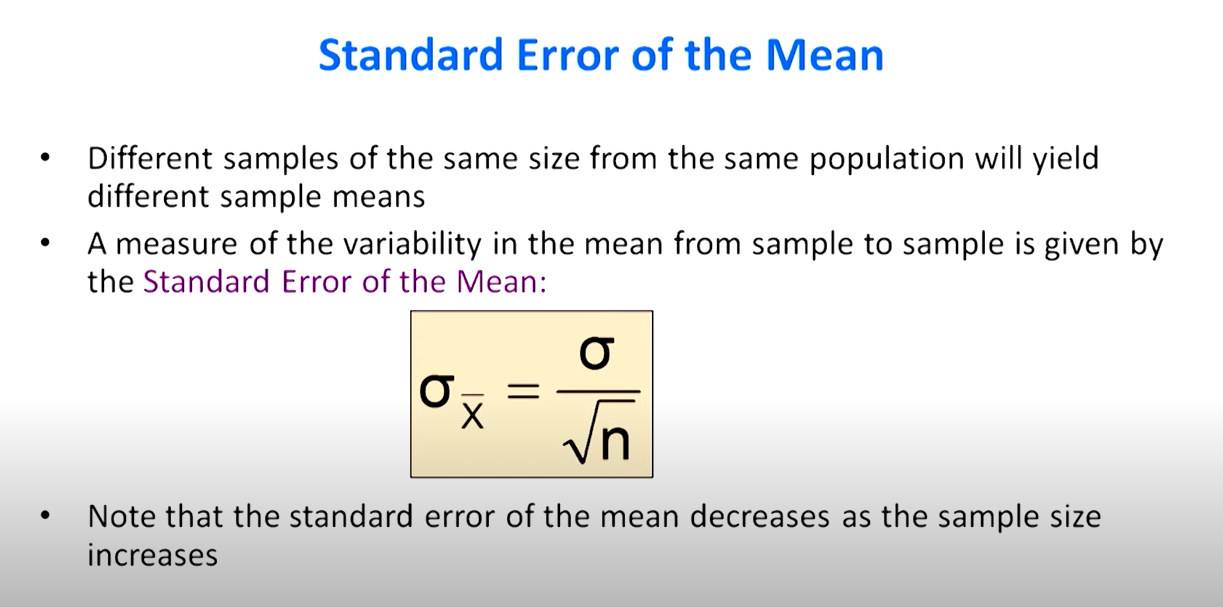 Standard Error of the Mean
• Different samples of the same size from the same population will yield
different sample means
• A measure of the variability in the mean from sample to sample is given by
the Standard Error of the Mean:
σ_X̅ = σ/√n
• Note that the standard error of the mean decreases as the sample size
increases